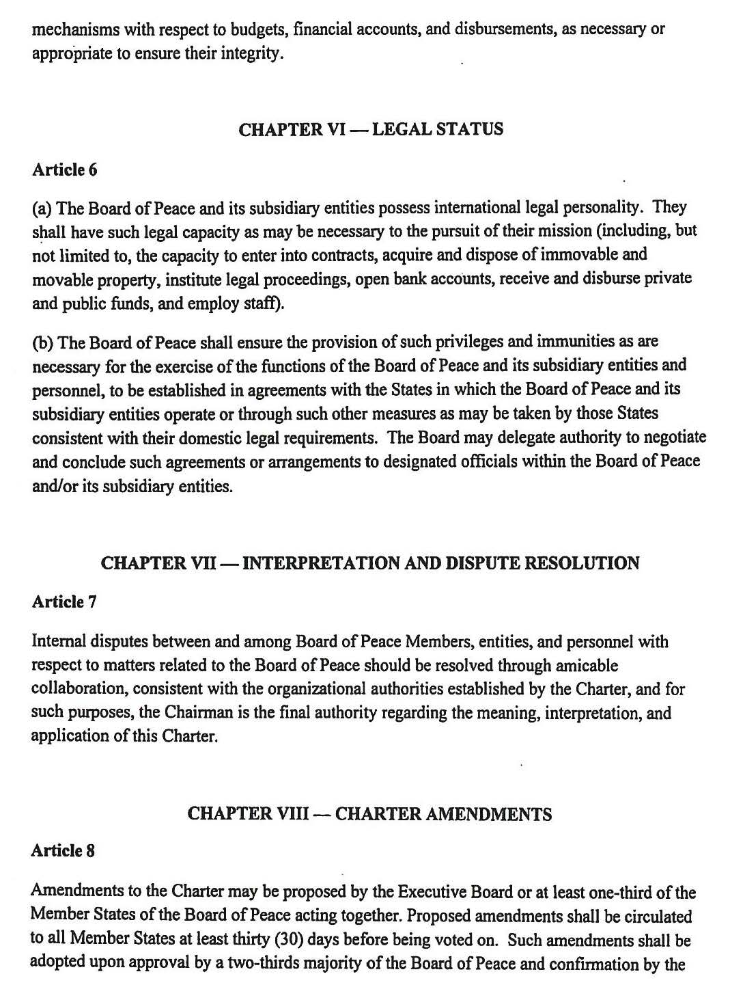 mechanisms with respect to budgets, financial accounts, and disbursements, as necessary or
appropriate to ensure their integrity.
CHAPTER VI — LEGAL STATUS
Article 6
(a) The Board of Peace and its subsidiary entities possess international legal personality.  They
shall have such legal capacity as may be necessary to the pursuit of their mission (including, but
not limited to, the capacity to enter into contracts, acquire and dispose of immovable and
movable property, institute legal proceedings, open bank accounts, receive and disburse private
and public funds, and employ staff).
(b) The Board of Peace shall ensure the provision of such privileges and immunities as are
necessary for the exercise of the functions of the Board of Peace and its subsidiary entities and
personnel, to be established in agreements with the States in which the Board of Peace and its
subsidiary entities operate or through such other measures as may be taken by those States
consistent with their domestic legal requirements.  The Board may delegate authority to negotiate
and conclude such agreements or arrangements to designated officials within the Board of Peace
and/or its subsidiary entities.
CHAPTER VII — INTERPRETATION AND DISPUTE RESOLUTION
Article 7
Internal disputes between and among Board of Peace Members, entities, and personnel with
respect to matters related to the Board of Peace should be resolved through amicable
collaboration, consistent with the organizational authorities established by the Charter, and for
such purposes, the Chairman is the final authority regarding the meaning, interpretation, and
application of this Charter.
CHAPTER VIII — CHARTER AMENDMENTS
Article 8
Amendments to the Charter may be proposed by the Executive Board or at least one-third of the
Member States of the Board of Peace acting together. Proposed amendments shall be circulated
to all Member States at least thirty (30) days before being voted on.  Such amendments shall be
adopted upon approval by a two-thirds majority of the Board of Peace and confirmation by the